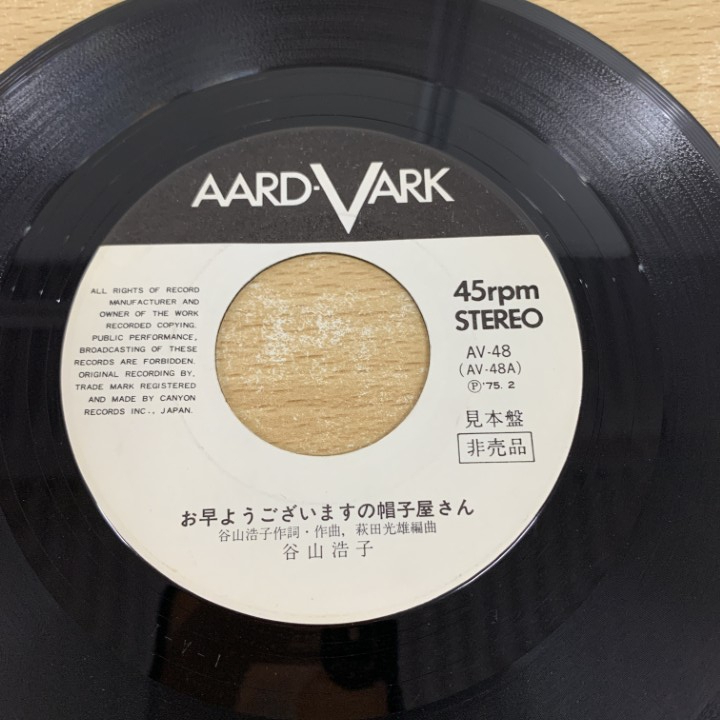 AARD-VARK
ALL RIGHTS OF RECORD
MANUFACTURER AND
OWNER OF THE WORK
RECORDED COPYING,
PUBLIC PERFORMANCE,
BROADCASTING OF THESE
RECORDS ARE FORBIDDEN.
ORIGINAL RECORDING BY,
TRADE MARK REGISTERED
AND MADE BY CANYON
RECORDS INC., JAPAN.
45rpm
STEREO
AV-48
(AV-48A)
Ⓟ'75. 2
見本盤
非売品
お早ようございますの帽子屋さん
谷山浩子作詞・作曲, 萩田光雄編曲
谷山浩子